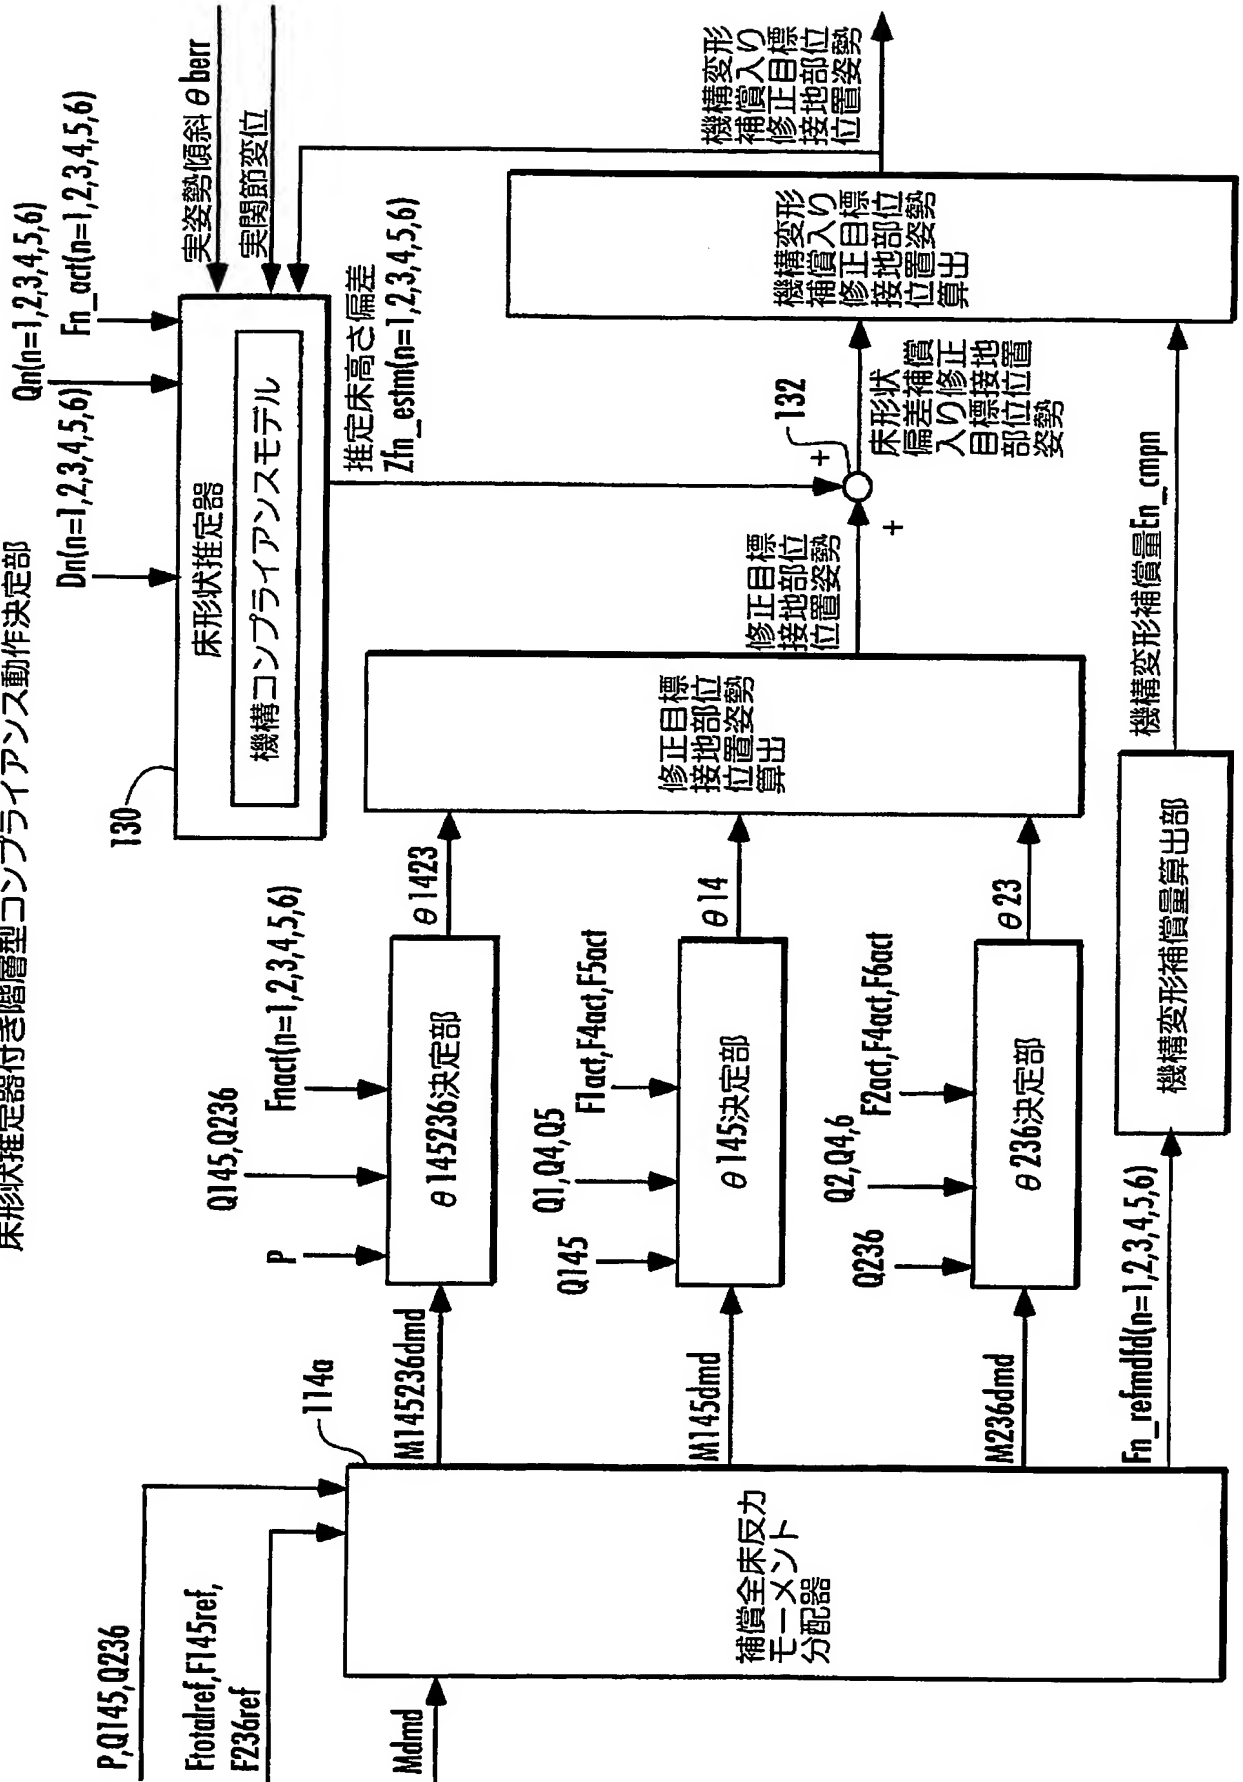 床形状推定器付き階層型コンプライアンス動作決定部
P,Q145,Q236
Ftotalref,F145ref,
F236ref
Mdmd
114a
補償全床反力
モーメント
分配器
M145236dmd
M145dmd
M236dmd
Fn_refmdfd(n=1,2,3,4,5,6)
P
Q145,Q236
Fnact(n=1,2,3,4,5,6)
θ145236決定部
θ1423
Q145
Q1,Q4,Q5
F1act,F4act,F5act
θ145決定部
θ14
Q236
Q2,Q4,6
F2act,F4act,F6act
θ236決定部
θ23
機構変形補償量算出部
機構変形補償量En_cmpn
修正目標
接地部位
位置姿勢
算出
修正目標
接地部位
位置姿勢
130
床形状推定器
機構コンプライアンスモデル
Dn(n=1,2,3,4,5,6)
Qn(n=1,2,3,4,5,6)
Fn_act(n=1,2,3,4,5,6)
実姿勢傾斜θberr
実関節変位
推定床高さ偏差
Zfn_estm(n=1,2,3,4,5,6)
132
+
+
床形状
偏差補償
入り修正
目標接地
部位位置
姿勢
機構変形
補償入り
修正目標
接地部位
位置姿勢
算出
機構変形
補償入り
修正目標
接地部位
位置姿勢